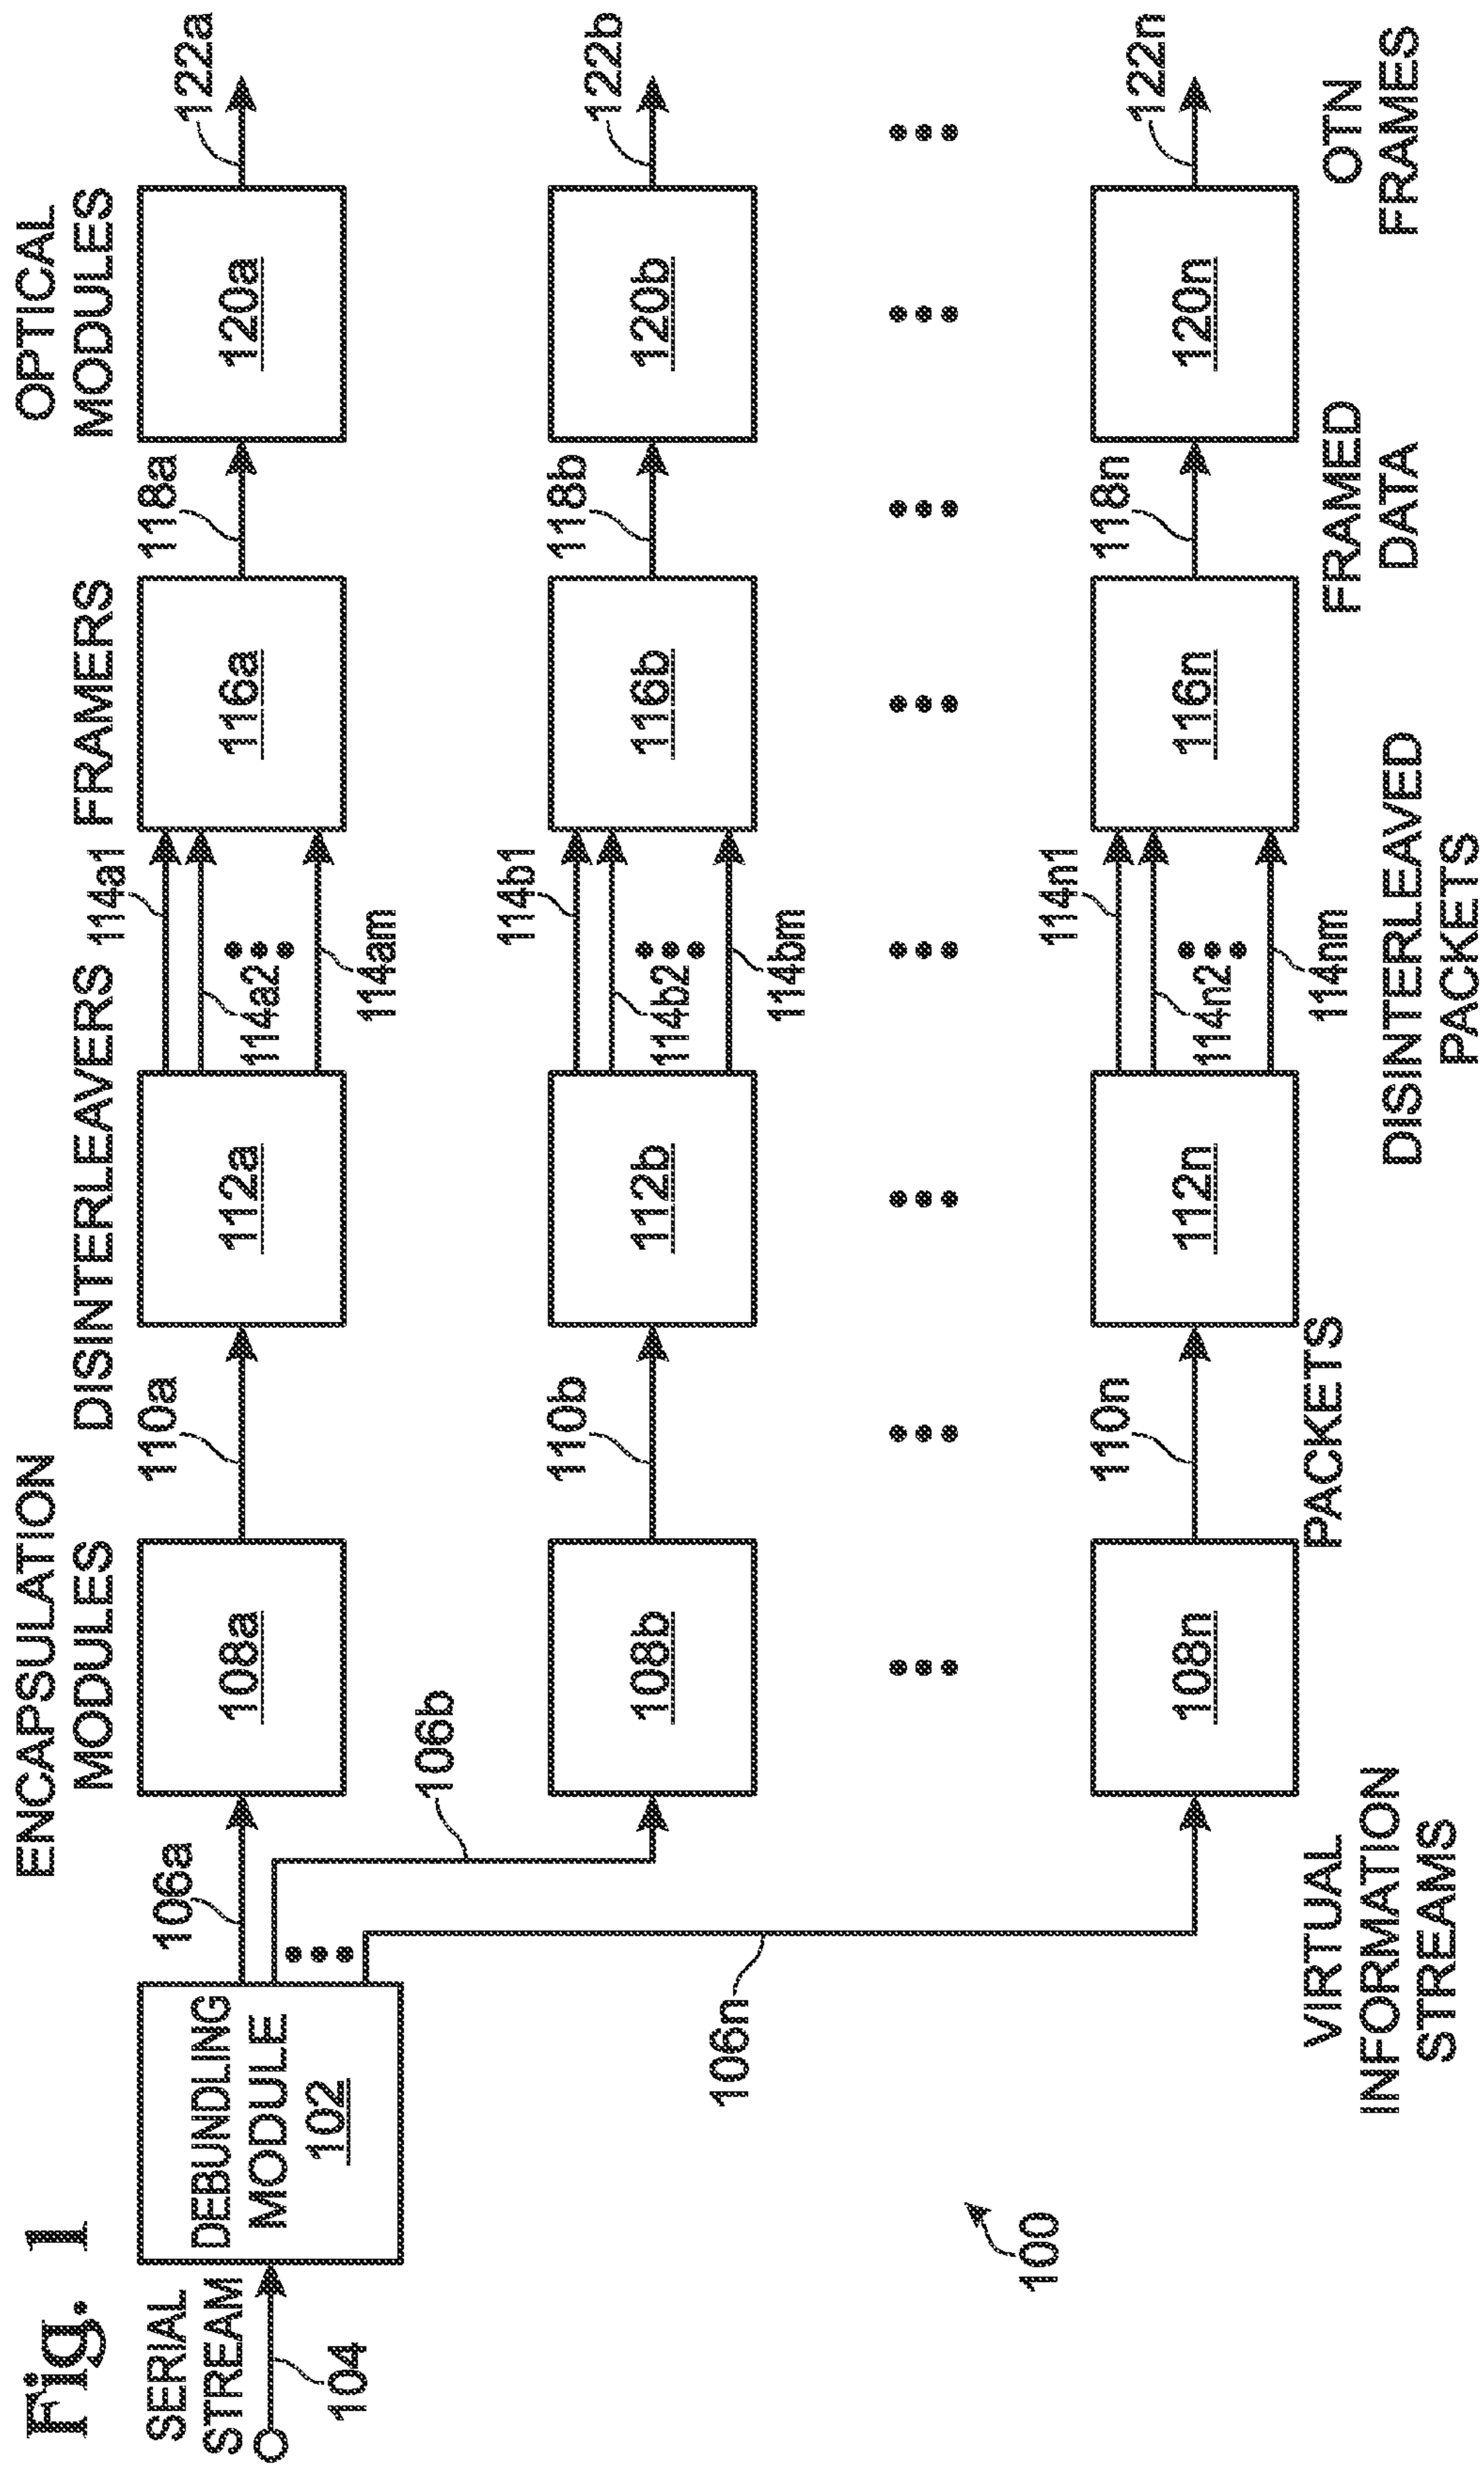 Fig. 1
SERIAL
STREAM
104
DEBUNDLING
MODULE
102
106a
106b
106n
ENCAPSULATION
MODULES
108a
108b
108n
110a
110b
110n
DISINTERLEAVERS
112a
112b
112n
114a1
114a2
114am
114b1
114b2
114bm
114n1
114n2
114nm
FRAMERS
116a
116b
116n
118a
118b
118n
OPTICAL
MODULES
120a
120b
120n
122a
122b
122n
100
VIRTUAL
INFORMATION
STREAMS
PACKETS
DISINTERLEAVED
PACKETS
FRAMED
DATA
OTN
FRAMES